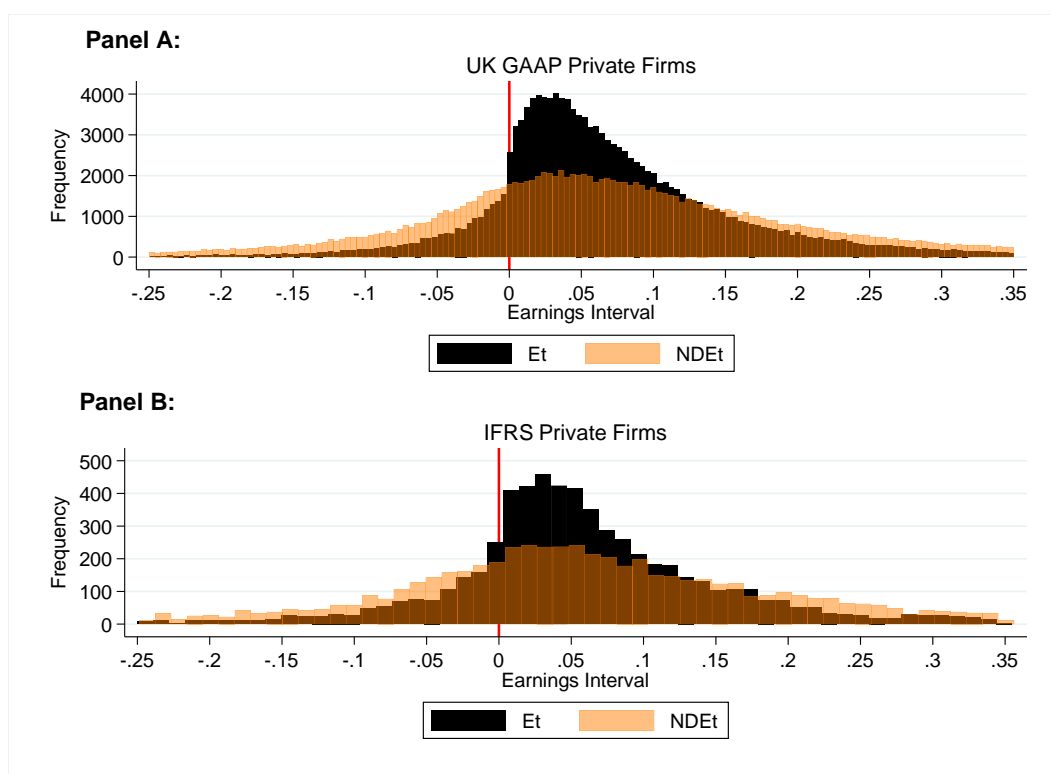 Panel A:
UK GAAP Private Firms
4000
3000
2000
1000
0
Frequency
-.25 -.2 -.15 -.1 -.05 0 .05 .1 .15 .2 .25 .3 .35
Earnings Interval
Et NDEt
Panel B:
IFRS Private Firms
500
400
300
200
100
0
Frequency
-.25 -.2 -.15 -.1 -.05 0 .05 .1 .15 .2 .25 .3 .35
Earnings Interval
Et NDEt